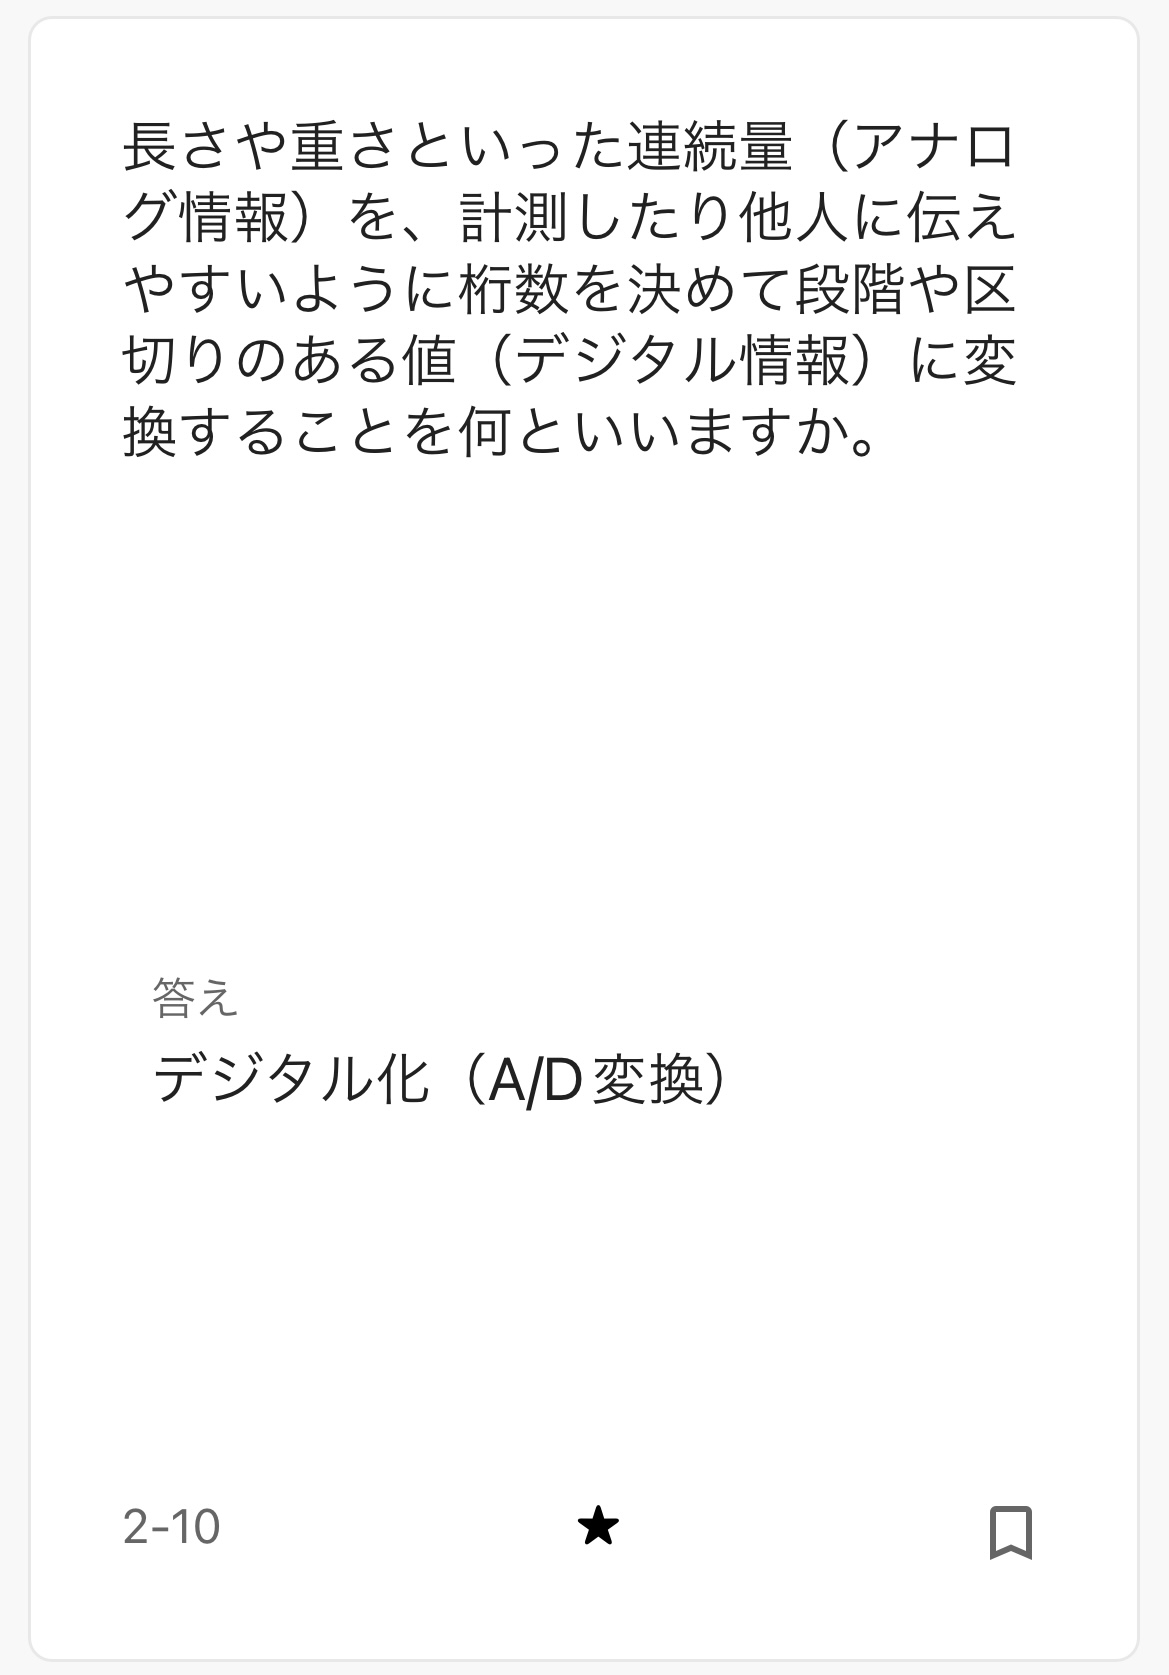 長さや重さといった連続量（アナロ
グ情報）を、計測したり他人に伝え
やすいように桁数を決めて段階や区
切りのある値（デジタル情報）に変
換することを何といいますか。
答え
デジタル化（A/D変換）
2-10